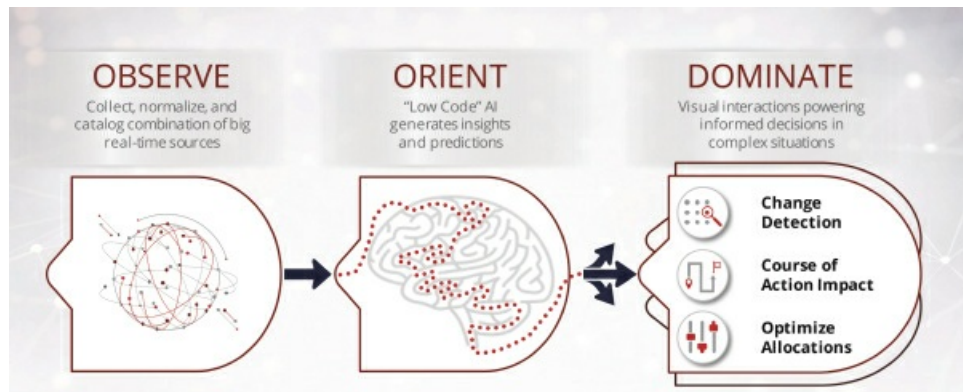 OBSERVE
Collect, normalize, and
catalog combination of big
real-time sources
ORIENT
“Low Code” AI
generates insights
and predictions
DOMINATE
Visual interactions powering
informed decisions in
complex situations
Change
Detection
Course of
Action Impact
Optimize
Allocations